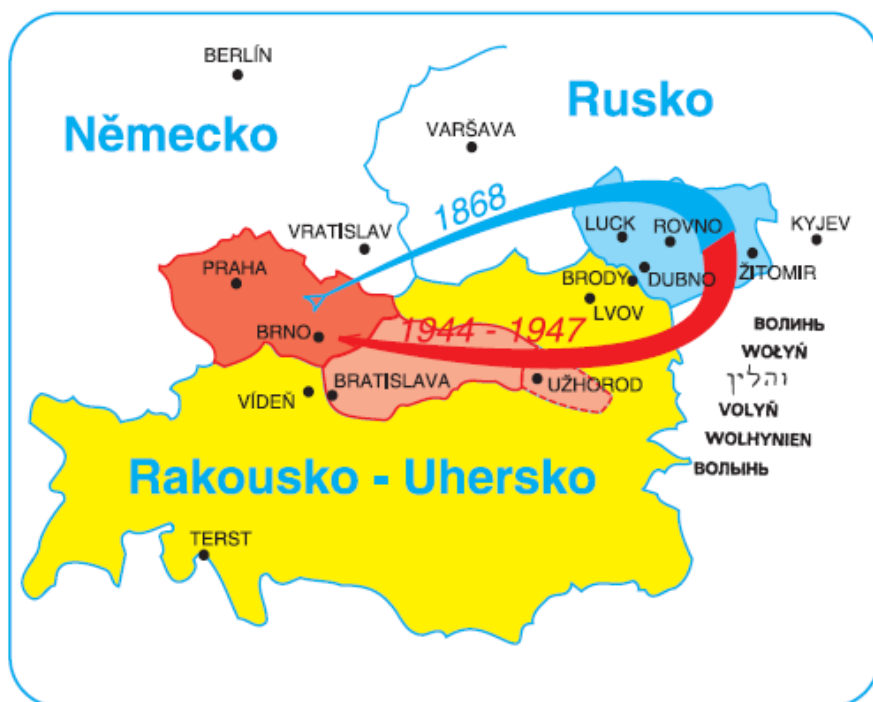 BERLÍN
Německo
Rusko
VARŠAVA
1868
VRATISLAV
LUCK
ROVNO
KYJEV
PRAHA
BRODY
DUBNO
ŽITOMIR
LVOV
BRNO
1944 - 1947
ВОЛИНЬ
WOŁYŃ
והלין
VOLYŇ
WOLHYNIEN
ВОЛЫНЬ
BRATISLAVA
UŽHOROD
VÍDEŇ
Rakousko - Uhersko
TERST